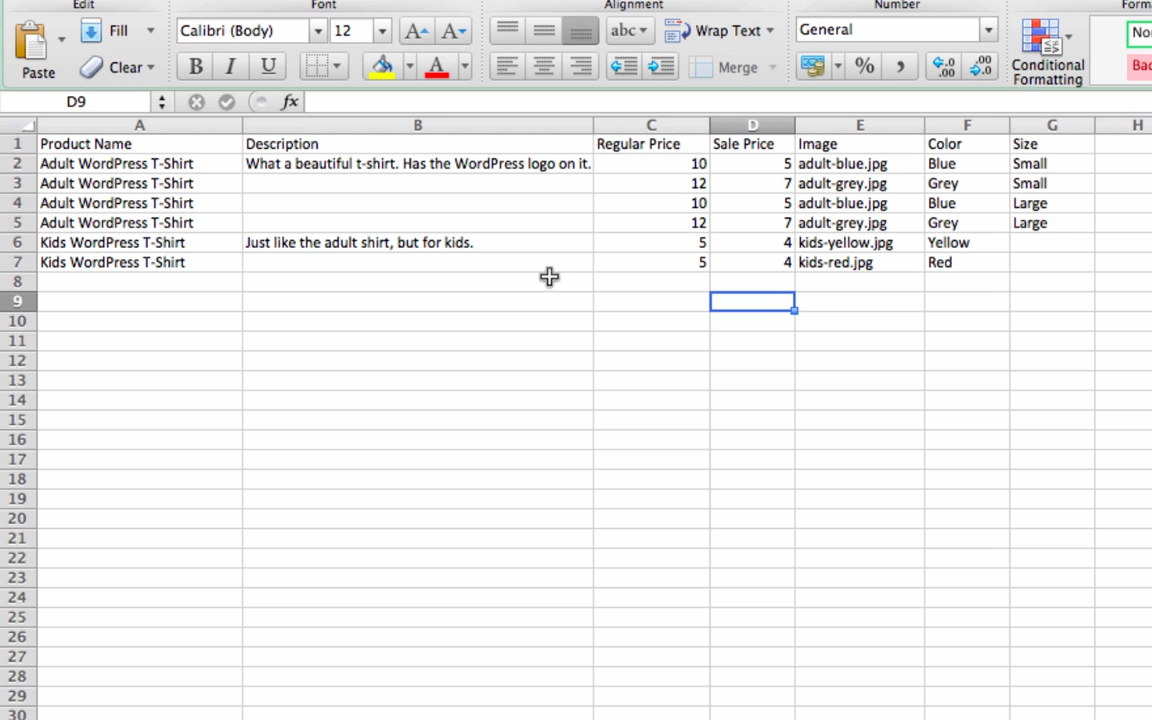 Edit Font Alignment Number Forma
Fill Calibri (Body) 12 A A abc Wrap Text General Nor
Paste Clear B I U A Merge % , .0 .00 .00 .0 Conditional Formatting Bad
D9 fx
A B C D E F G H
1 Product Name Description Regular Price Sale Price Image Color Size
2 Adult WordPress T-Shirt What a beautiful t-shirt. Has the WordPress logo on it. 10 5 adult-blue.jpg Blue Small
3 Adult WordPress T-Shirt 12 7 adult-grey.jpg Grey Small
4 Adult WordPress T-Shirt 10 5 adult-blue.jpg Blue Large
5 Adult WordPress T-Shirt 12 7 adult-grey.jpg Grey Large
6 Kids WordPress T-Shirt Just like the adult shirt, but for kids. 5 4 kids-yellow.jpg Yellow
7 Kids WordPress T-Shirt 5 4 kids-red.jpg Red
8
9
10
11
12
13
14
15
16
17
18
19
20
21
22
23
24
25
26
27
28
29
30